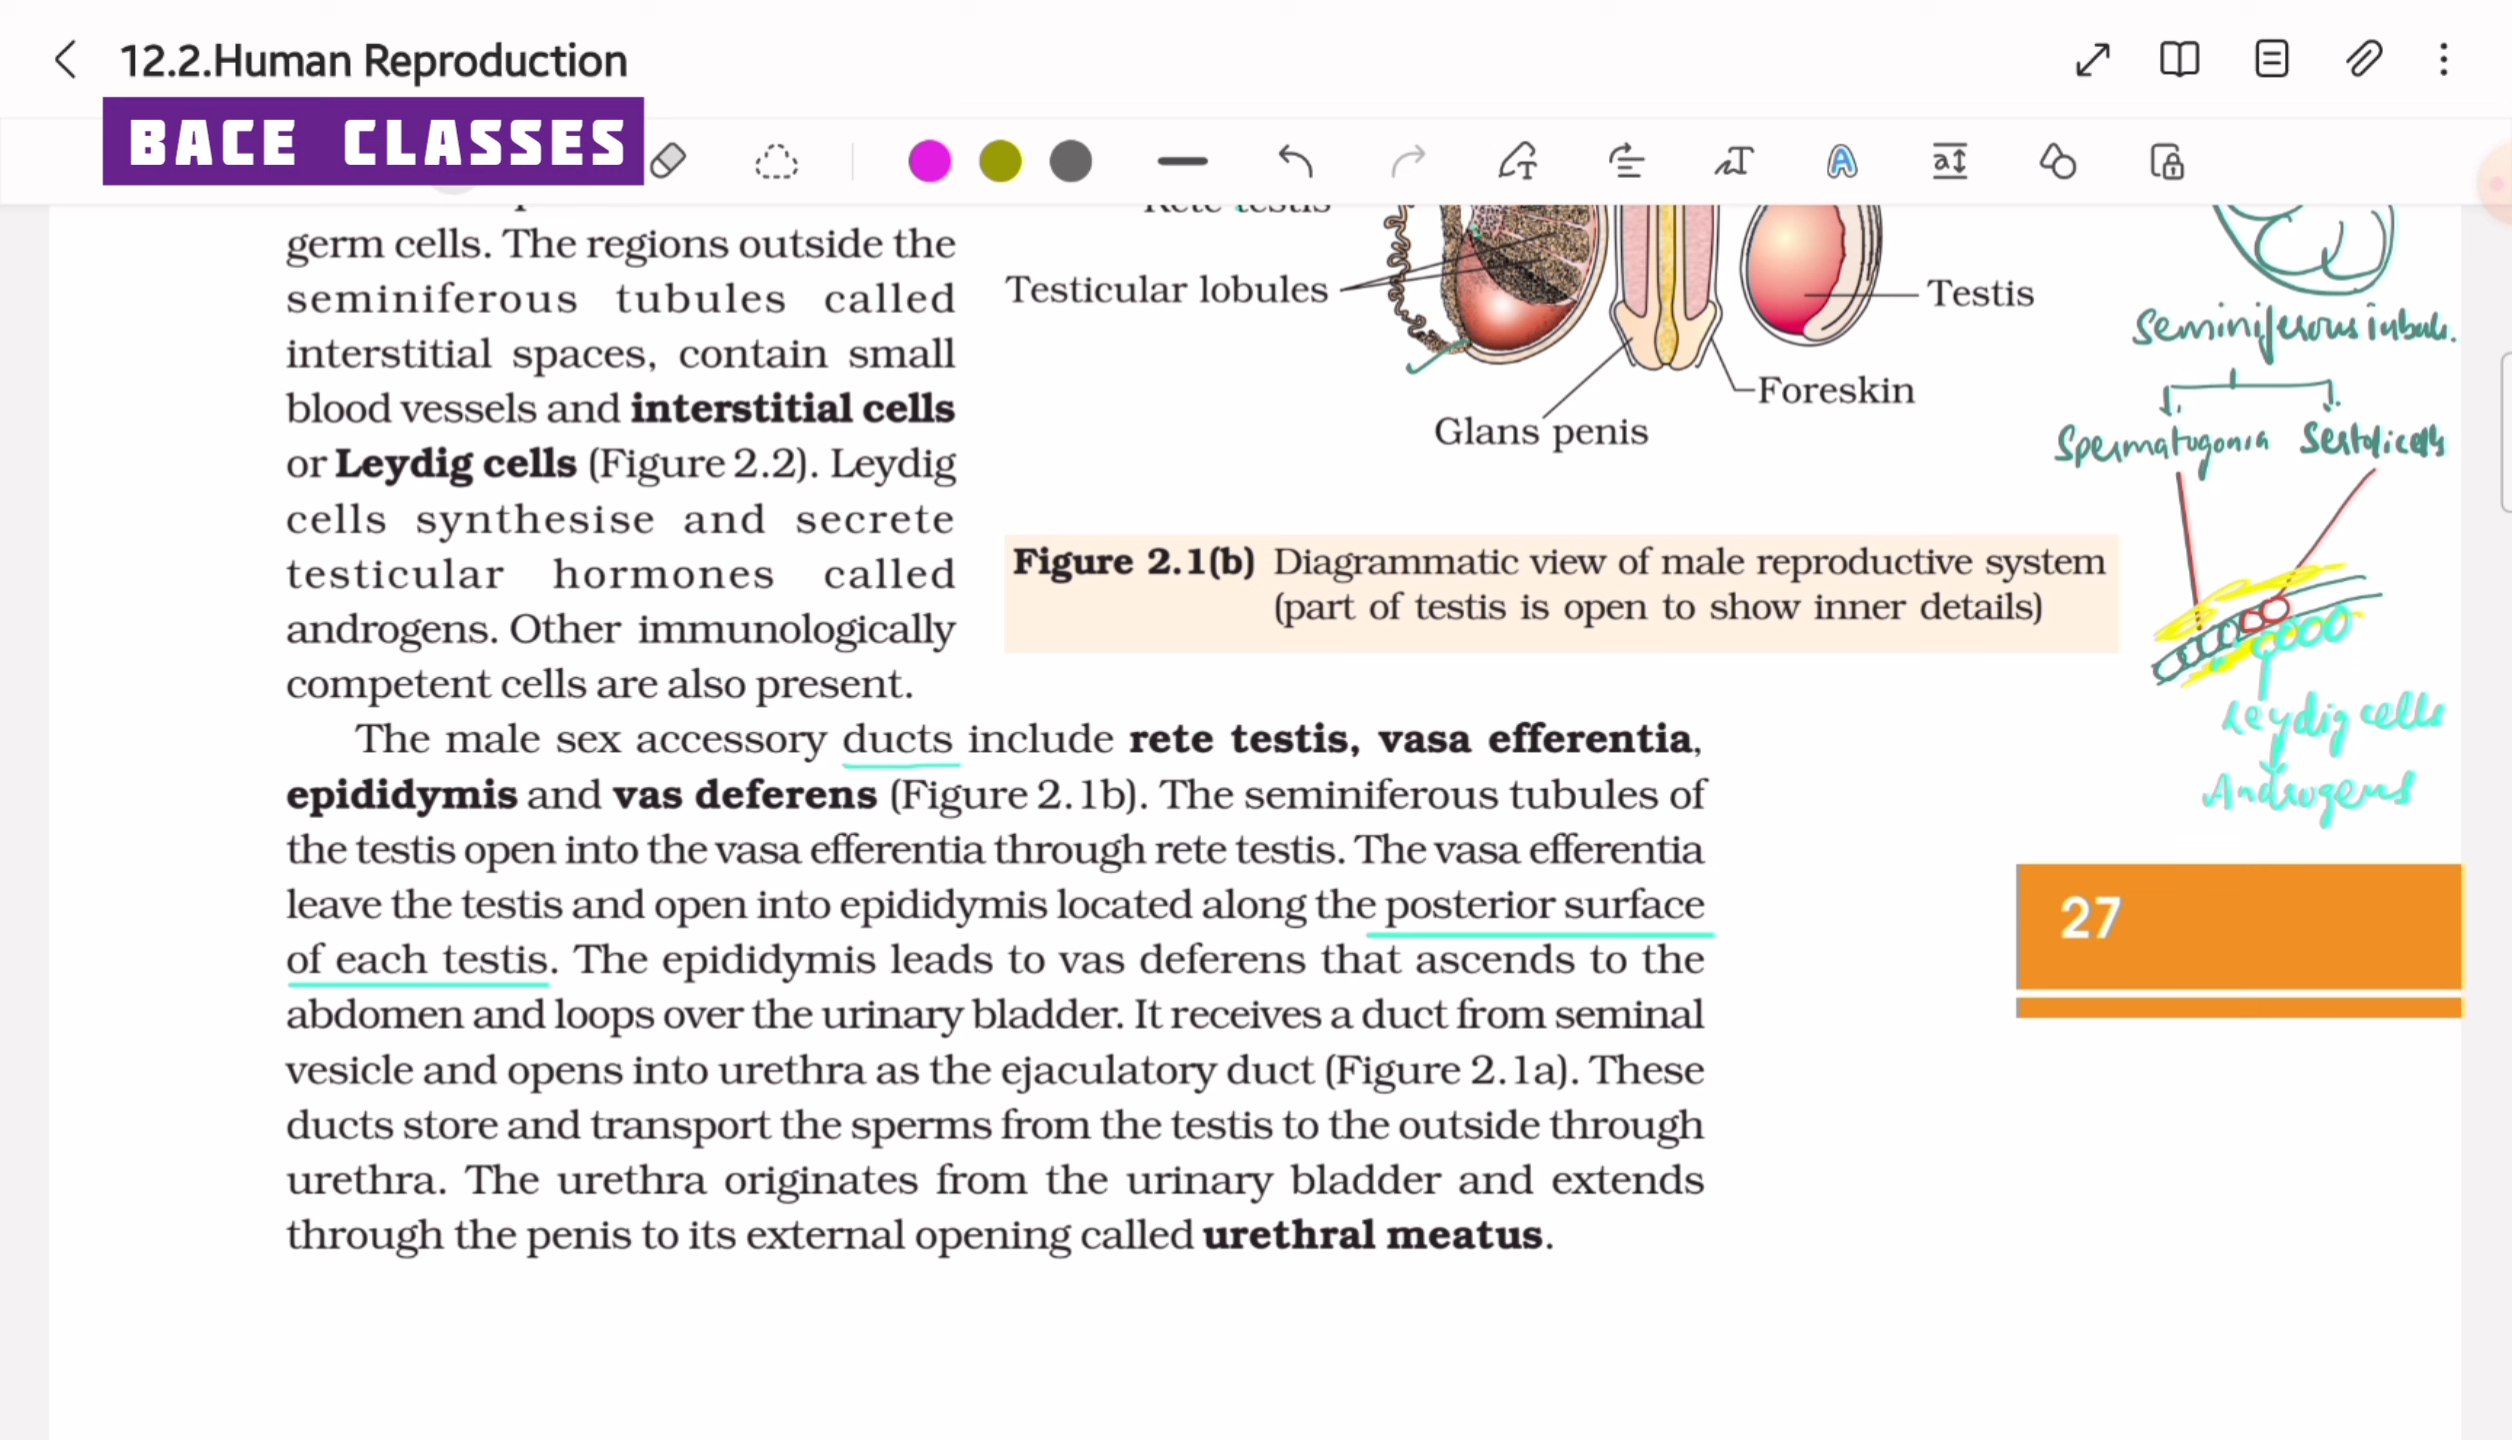 12.2.Human Reproduction
BACE CLASSES
germ cells. The regions outside the
seminiferous tubules called
interstitial spaces, contain small
blood vessels and interstitial cells
or Leydig cells (Figure 2.2). Leydig
cells synthesise and secrete
testicular hormones called
androgens. Other immunologically
competent cells are also present.
Rete testis
Testicular lobules
Testis
Foreskin
Glans penis
Figure 2.1(b) Diagrammatic view of male reproductive system
(part of testis is open to show inner details)
The male sex accessory ducts include rete testis, vasa efferentia,
epididymis and vas deferens (Figure 2.1b). The seminiferous tubules of
the testis open into the vasa efferentia through rete testis. The vasa efferentia
leave the testis and open into epididymis located along the posterior surface
of each testis. The epididymis leads to vas deferens that ascends to the
abdomen and loops over the urinary bladder. It receives a duct from seminal
vesicle and opens into urethra as the ejaculatory duct (Figure 2.1a). These
ducts store and transport the sperms from the testis to the outside through
urethra. The urethra originates from the urinary bladder and extends
through the penis to its external opening called urethral meatus.
Seminiferous
Spermatogonia Sertoli cells
Leydig cells
Androgens
27